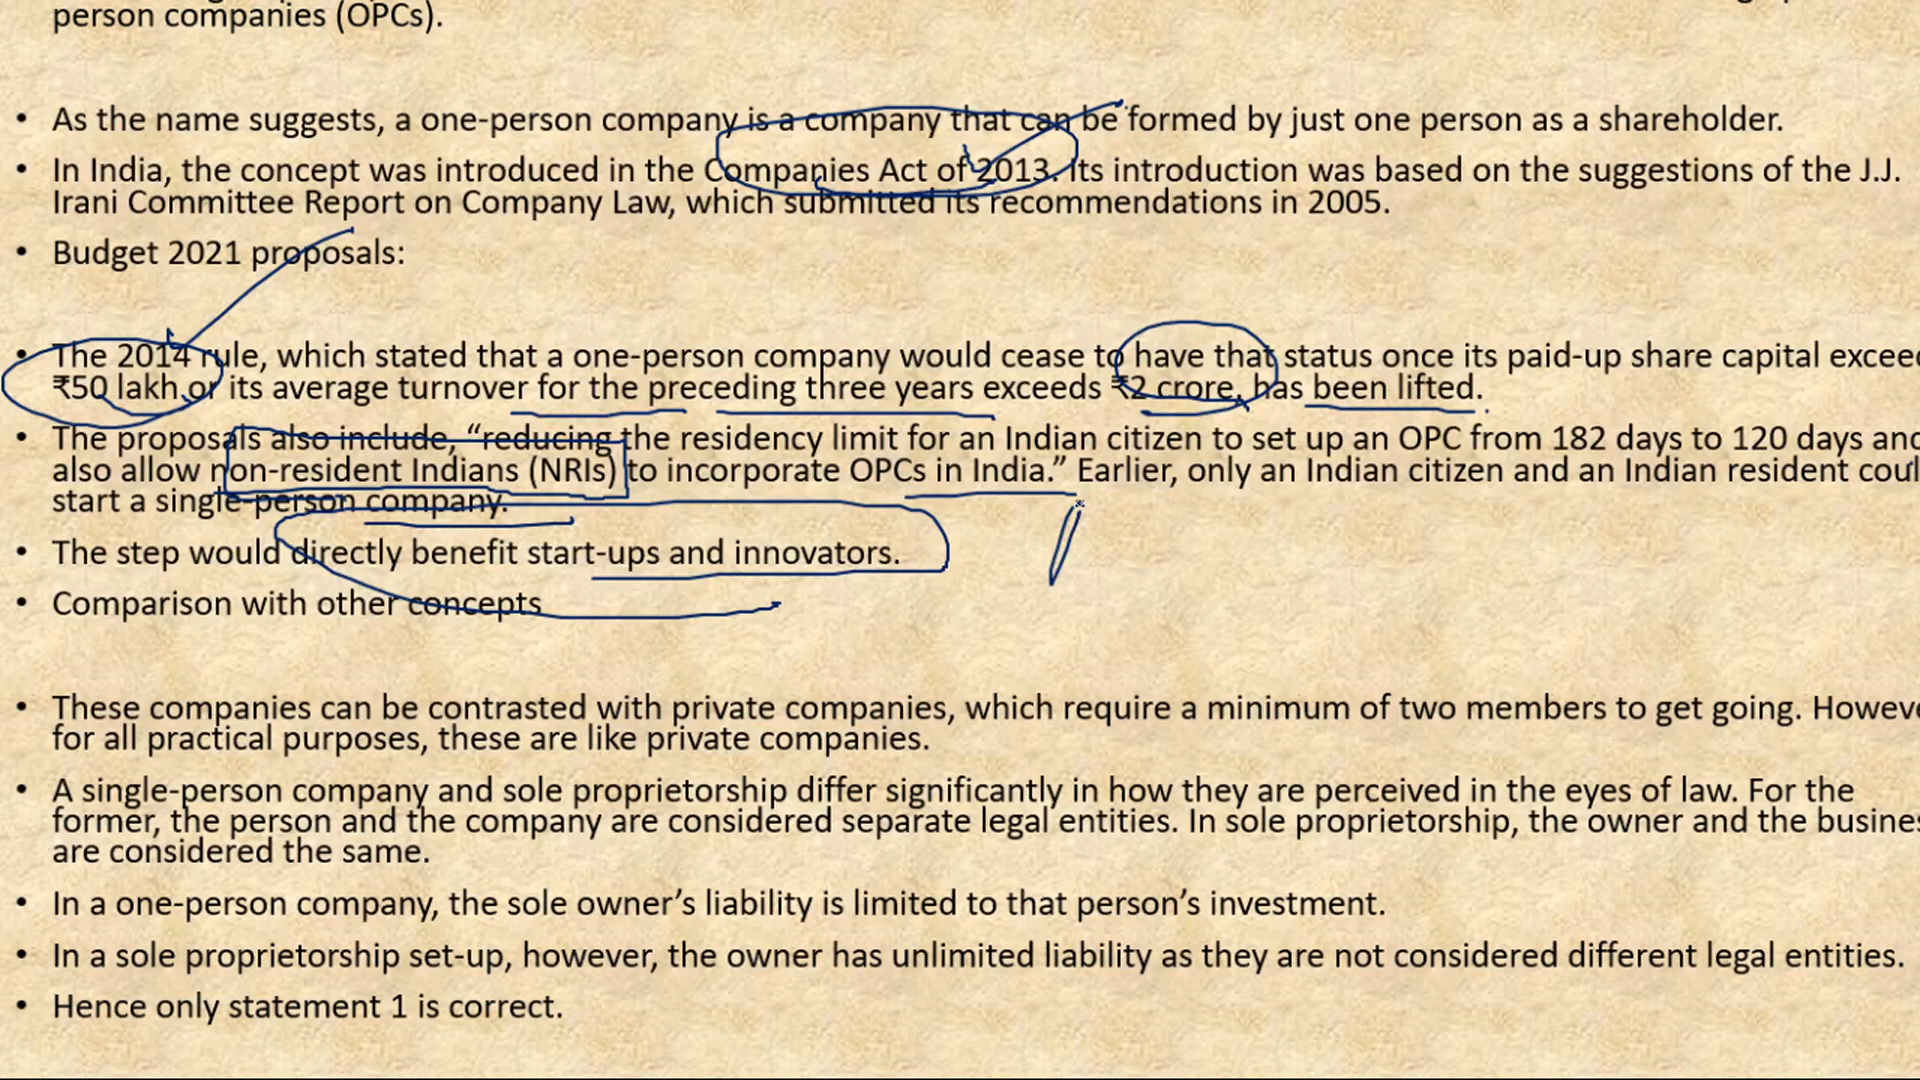 person companies (OPCs).
• As the name suggests, a one-person company is a company that can be formed by just one person as a shareholder.
• In India, the concept was introduced in the Companies Act of 2013. Its introduction was based on the suggestions of the J.J.
Irani Committee Report on Company Law, which submitted its recommendations in 2005.
• Budget 2021 proposals:
• The 2014 rule, which stated that a one-person company would cease to have that status once its paid-up share capital excee
₹50 lakh or its average turnover for the preceding three years exceeds ₹2 crore, has been lifted.
• The proposals also include, “reducing the residency limit for an Indian citizen to set up an OPC from 182 days to 120 days and
also allow non-resident Indians (NRIs) to incorporate OPCs in India.” Earlier, only an Indian citizen and an Indian resident coul
start a single-person company.
• The step would directly benefit start-ups and innovators.
• Comparison with other concepts
• These companies can be contrasted with private companies, which require a minimum of two members to get going. Howeve
for all practical purposes, these are like private companies.
• A single-person company and sole proprietorship differ significantly in how they are perceived in the eyes of law. For the
former, the person and the company are considered separate legal entities. In sole proprietorship, the owner and the busines
are considered the same.
• In a one-person company, the sole owner’s liability is limited to that person’s investment.
• In a sole proprietorship set-up, however, the owner has unlimited liability as they are not considered different legal entities.
• Hence only statement 1 is correct.